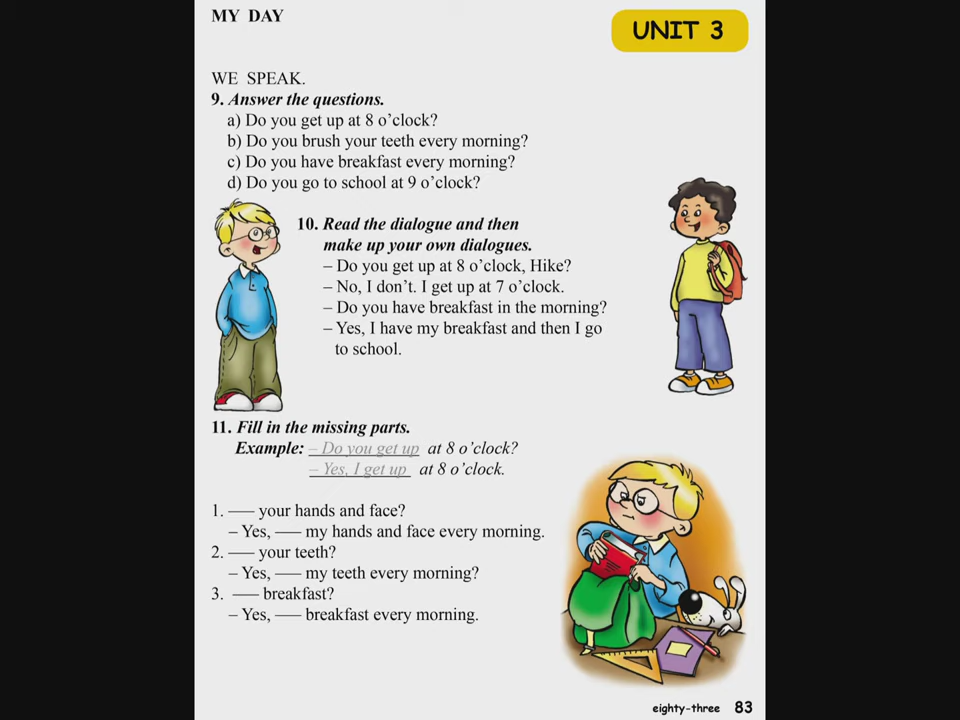 MY DAY
UNIT 3
WE SPEAK.
9. Answer the questions.
a) Do you get up at 8 o’clock?
b) Do you brush your teeth every morning?
c) Do you have breakfast every morning?
d) Do you go to school at 9 o’clock?
10. Read the dialogue and then
make up your own dialogues.
– Do you get up at 8 o’clock, Hike?
– No, I don’t. I get up at 7 o’clock.
– Do you have breakfast in the morning?
– Yes, I have my breakfast and then I go
to school.
11. Fill in the missing parts.
Example: – Do you get up at 8 o’clock?
– Yes, I get up at 8 o’clock.
1. —— your hands and face?
– Yes, —— my hands and face every morning.
2. —— your teeth?
– Yes, —— my teeth every morning?
3. —— breakfast?
– Yes, —— breakfast every morning.
eighty-three 83